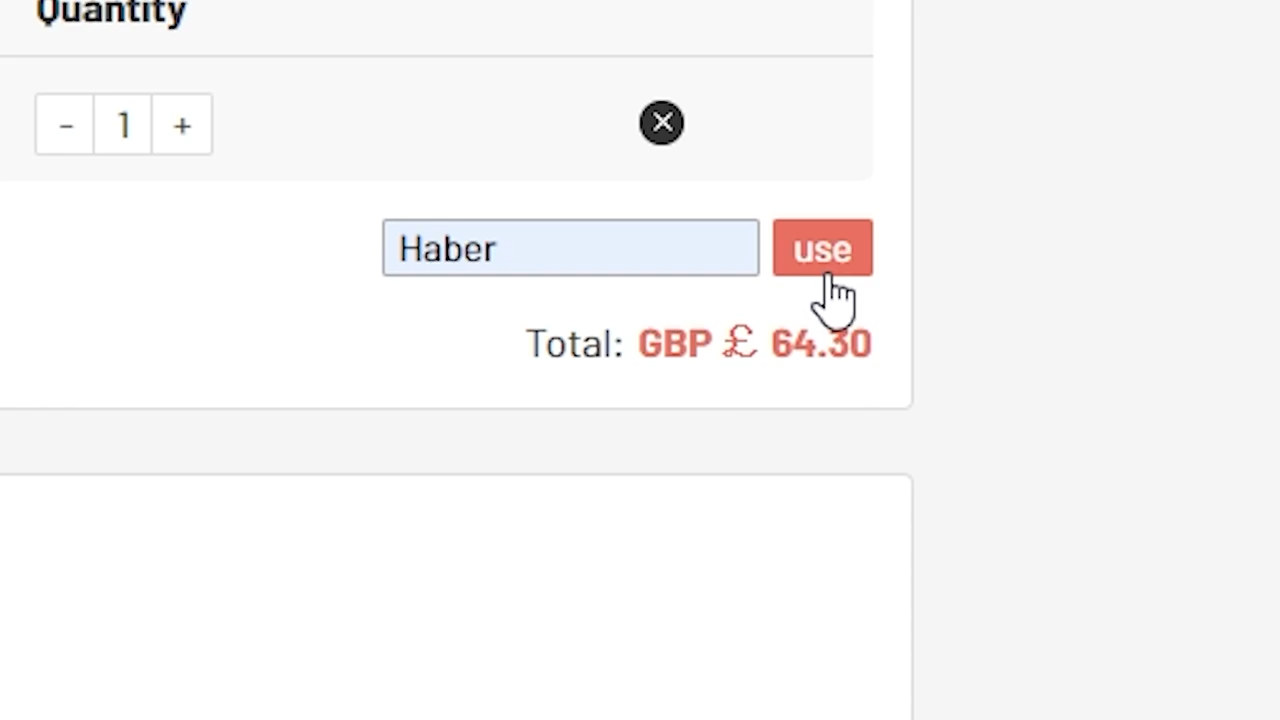 Quantity
- 1 +
Haber
use
Total: GBP £ 64.30